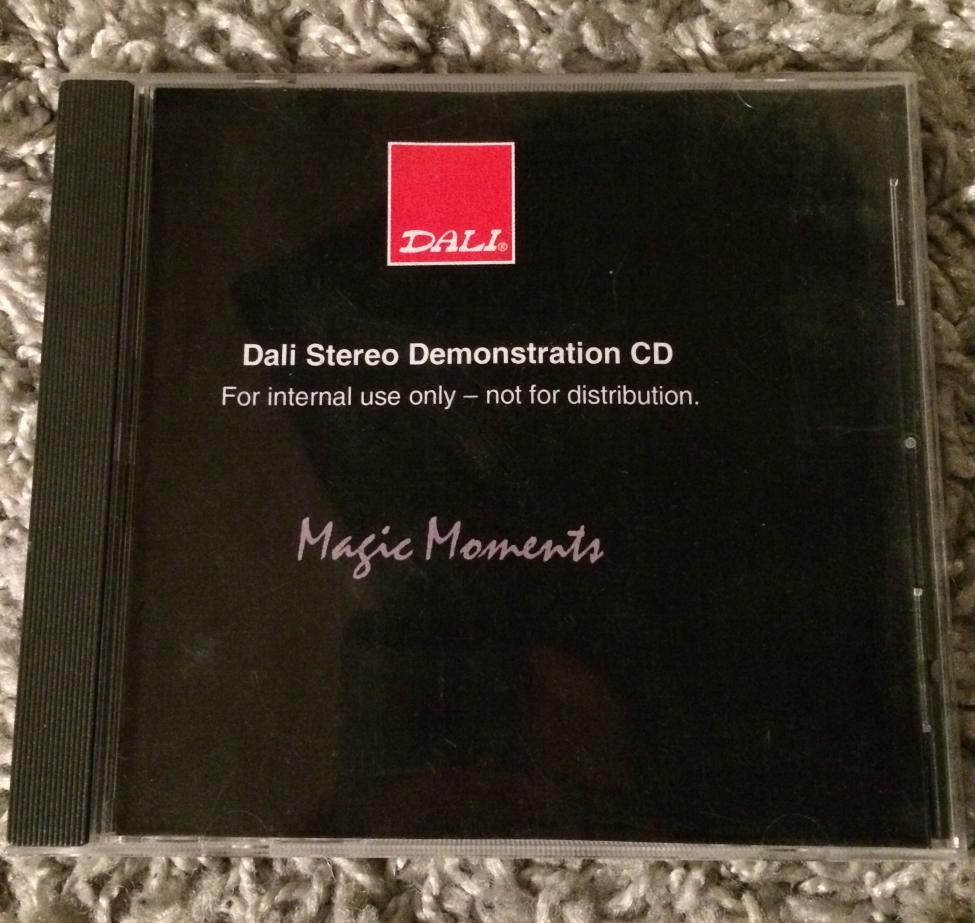 DALI®
Dali Stereo Demonstration CD
For internal use only – not for distribution.
Magic Moments